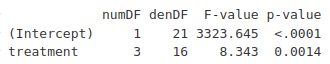 numDF denDF F-value p-value
(Intercept) 1 21 3323.645 <.0001
treatment 3 16 8.343 0.0014